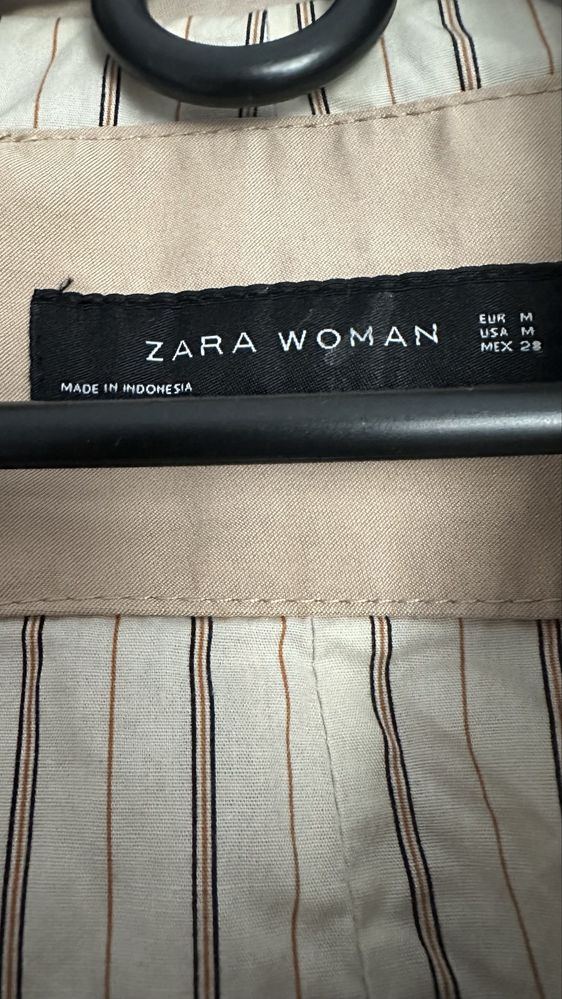 ZARA WOMAN
EUR M
USA M
MEX 28
MADE IN INDONESIA